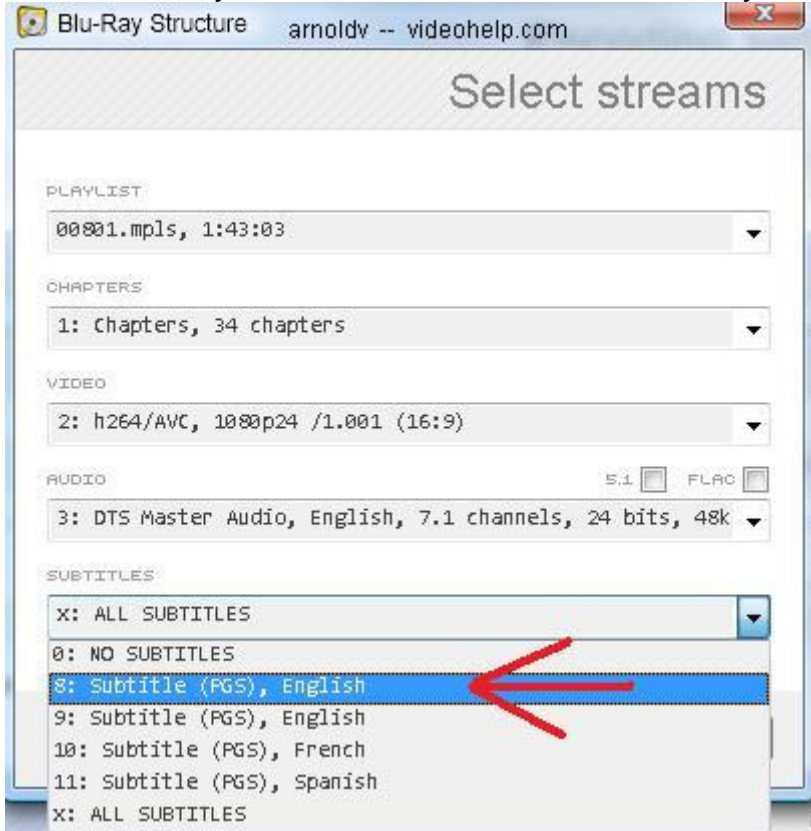 Blu-Ray Structure arnoldv -- videohelp.com
x
Select streams
PLAYLIST
00801.mpls, 1:43:03
CHAPTERS
1: Chapters, 34 chapters
VIDEO
2: h264/AVC, 1080p24 /1.001 (16:9)
AUDIO 5.1 FLAC
3: DTS Master Audio, English, 7.1 channels, 24 bits, 48k
SUBTITLES
x: ALL SUBTITLES
0: NO SUBTITLES
8: Subtitle (PGS), English
9: Subtitle (PGS), English
10: Subtitle (PGS), French
11: Subtitle (PGS), Spanish
x: ALL SUBTITLES